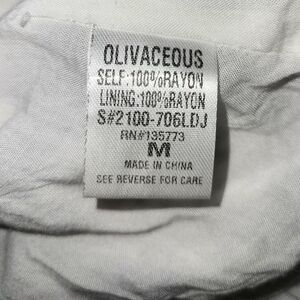 OLIVACEOUS
SELF:100%RAYON
LINING:100%RAYON
S#2100-706LDJ
RN#135773
M
MADE IN CHINA
SEE REVERSE FOR CARE